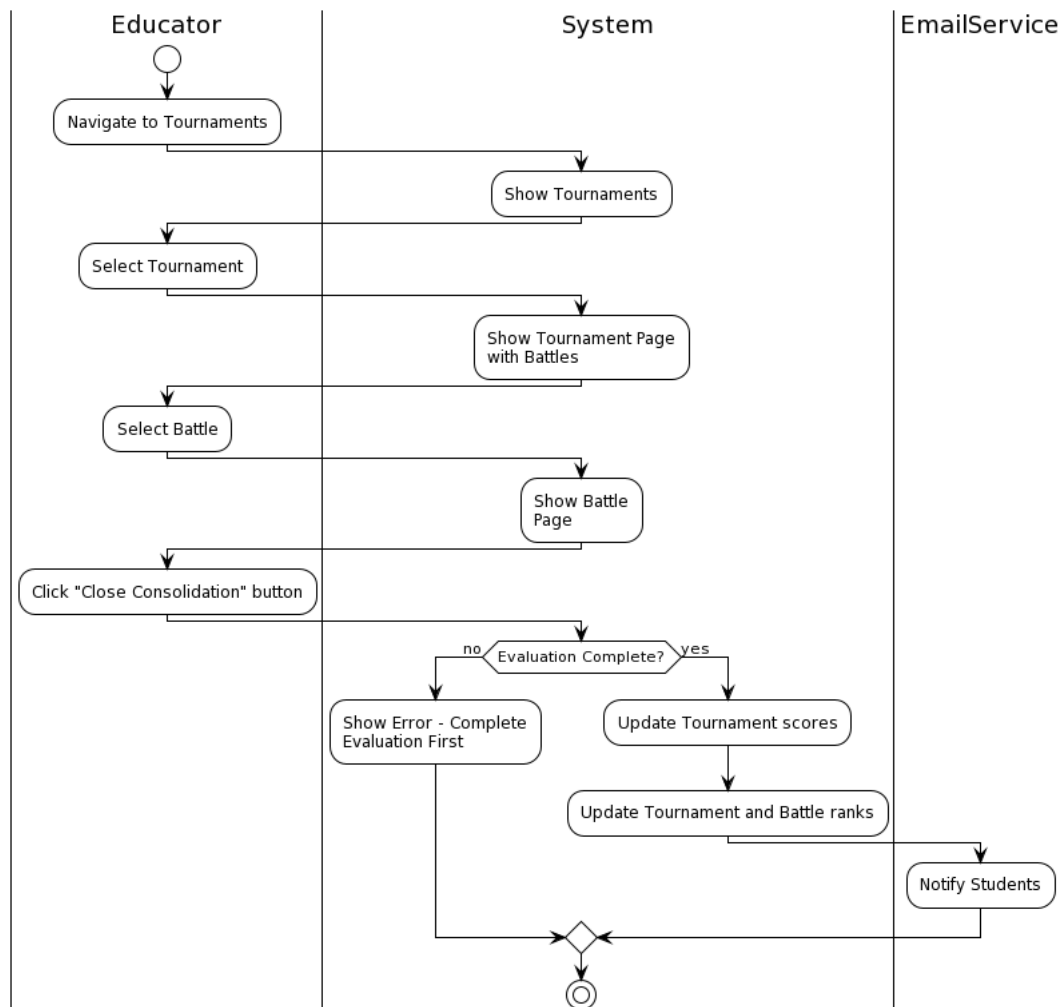 Educator
System
EmailService
Navigate to Tournaments
Show Tournaments
Select Tournament
Show Tournament Page
with Battles
Select Battle
Show Battle
Page
Click "Close Consolidation" button
no
Evaluation Complete?
yes
Show Error - Complete
Evaluation First
Update Tournament scores
Update Tournament and Battle ranks
Notify Students